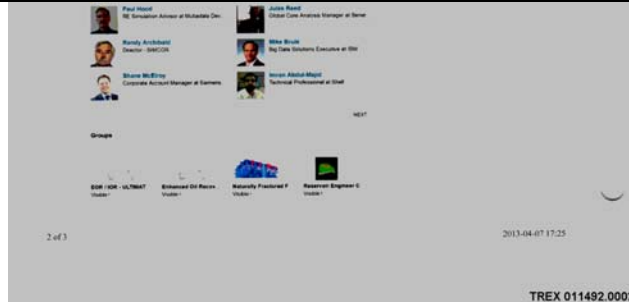 Paul Hood
RE Simulation Advisor at Mubadala Dev.
Jules Reed
Global Core Analysis Manager at Sener
Randy Archibald
Director - SIMCON
Mike Brulé
Big Data Solutions Executive at IBM
Shane McElroy
Corporate Account Manager at Siemens
Imran Abdul-Majid
Technical Professional at Shell
NEXT
Groups
EOR / IOR - ULTIMAT
Visible
Enhanced Oil Recov
Visible
Naturally Fractured F
Visible
Reservoir Engineer C
Visible
2 of 3
2013-04-07 17:25
TREX 011492.000